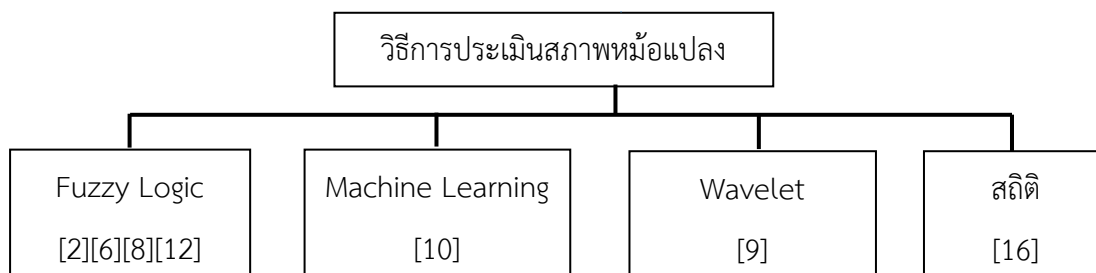 วิธีการประเมินสภาพหม้อแปลง
Fuzzy Logic
[2][6][8][12]
Machine Learning
[10]
Wavelet
[9]
สถิติ
[16]